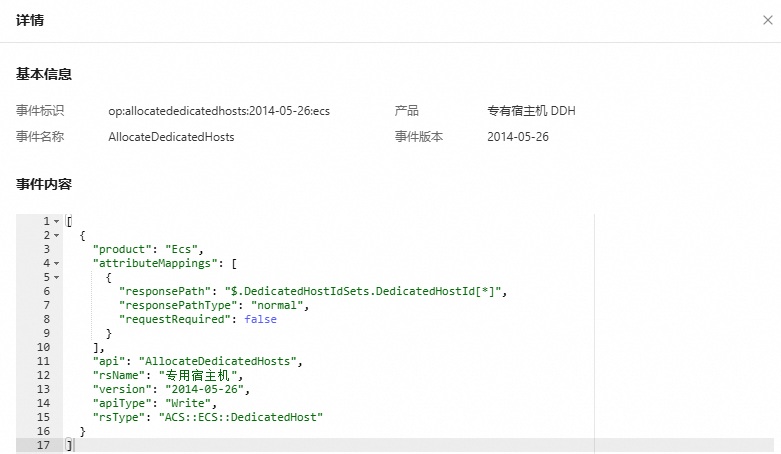 详情
基本信息
事件标识 op:allocatededicatedhosts:2014-05-26:ecs 产品 专有宿主机 DDH
事件名称 AllocateDedicatedHosts 事件版本 2014-05-26
事件内容
1 [
2 {
3 "product": "Ecs",
4 "attributeMappings": [
5 {
6 "responsePath": "$.DedicatedHostIdSets.DedicatedHostId[*]",
7 "responsePathType": "normal",
8 "requestRequired": false
9 }
10 ],
11 "api": "AllocateDedicatedHosts",
12 "rsName": "专用宿主机",
13 "version": "2014-05-26",
14 "apiType": "Write",
15 "rsType": "ACS::ECS::DedicatedHost"
16 }
17 ]